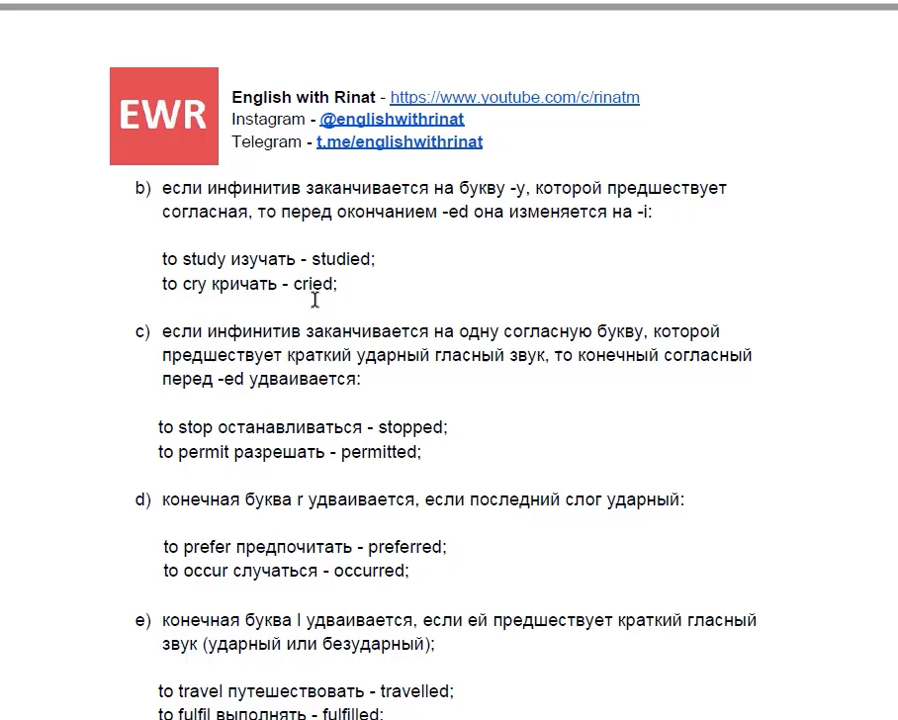 EWR
English with Rinat - https://www.youtube.com/c/rinatm
Instagram - @englishwithrinat
Telegram - t.me/englishwithrinat
b) если инфинитив заканчивается на букву -y, которой предшествует
согласная, то перед окончанием -ed она изменяется на -i:
to study изучать - studied;
to cry кричать - cried;
c) если инфинитив заканчивается на одну согласную букву, которой
предшествует краткий ударный гласный звук, то конечный согласный
перед -ed удваивается:
to stop останавливаться - stopped;
to permit разрешать - permitted;
d) конечная буква r удваивается, если последний слог ударный:
to prefer предпочитать - preferred;
to occur случаться - occurred;
e) конечная буква l удваивается, если ей предшествует краткий гласный
звук (ударный или безударный);
to travel путешествовать - travelled;
to fulfil выполнять - fulfilled;